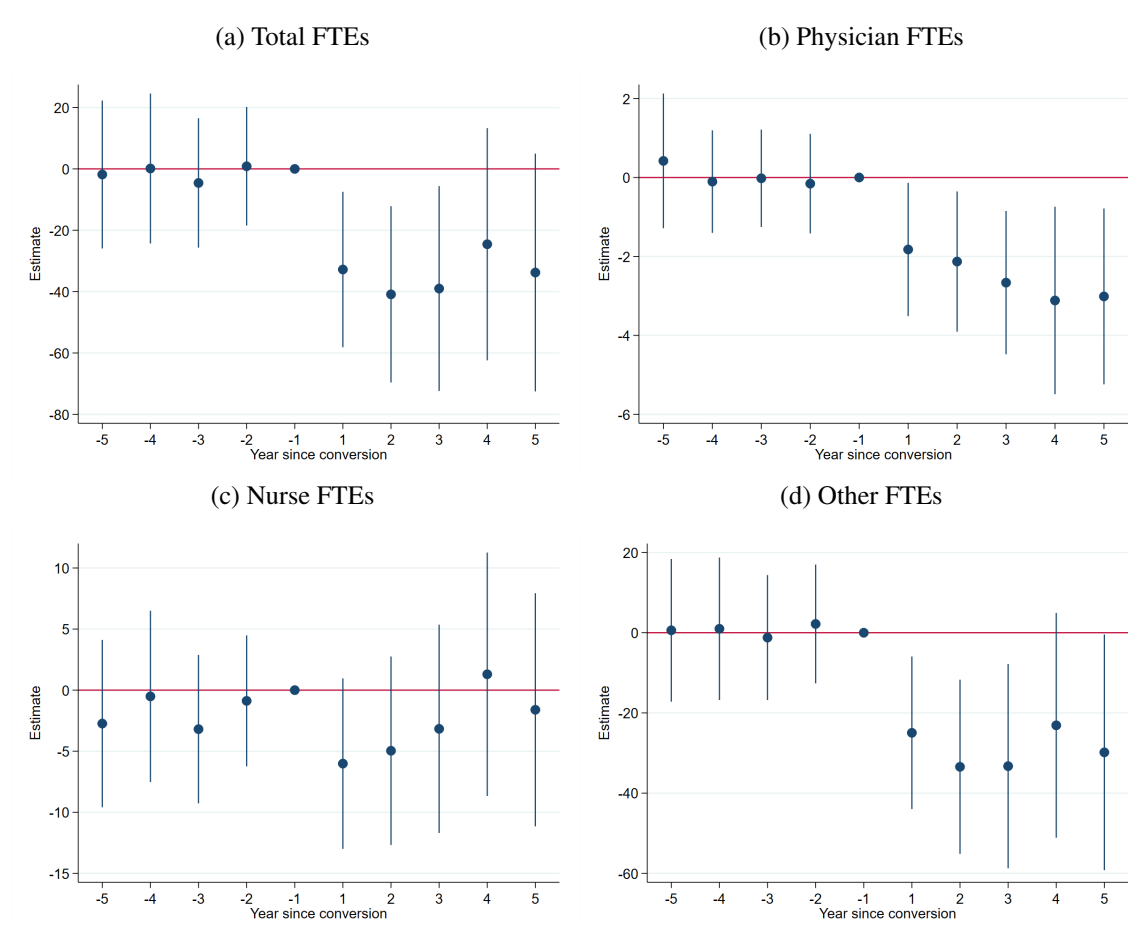 (a) Total FTEs
Estimate
20
0
-20
-40
-60
-80
-5 -4 -3 -2 -1 1 2 3 4 5
Year since conversion
(b) Physician FTEs
Estimate
2
0
-2
-4
-6
-5 -4 -3 -2 -1 1 2 3 4 5
Year since conversion
(c) Nurse FTEs
Estimate
10
5
0
-5
-10
-15
-5 -4 -3 -2 -1 1 2 3 4 5
Year since conversion
(d) Other FTEs
Estimate
20
0
-20
-40
-60
-5 -4 -3 -2 -1 1 2 3 4 5
Year since conversion